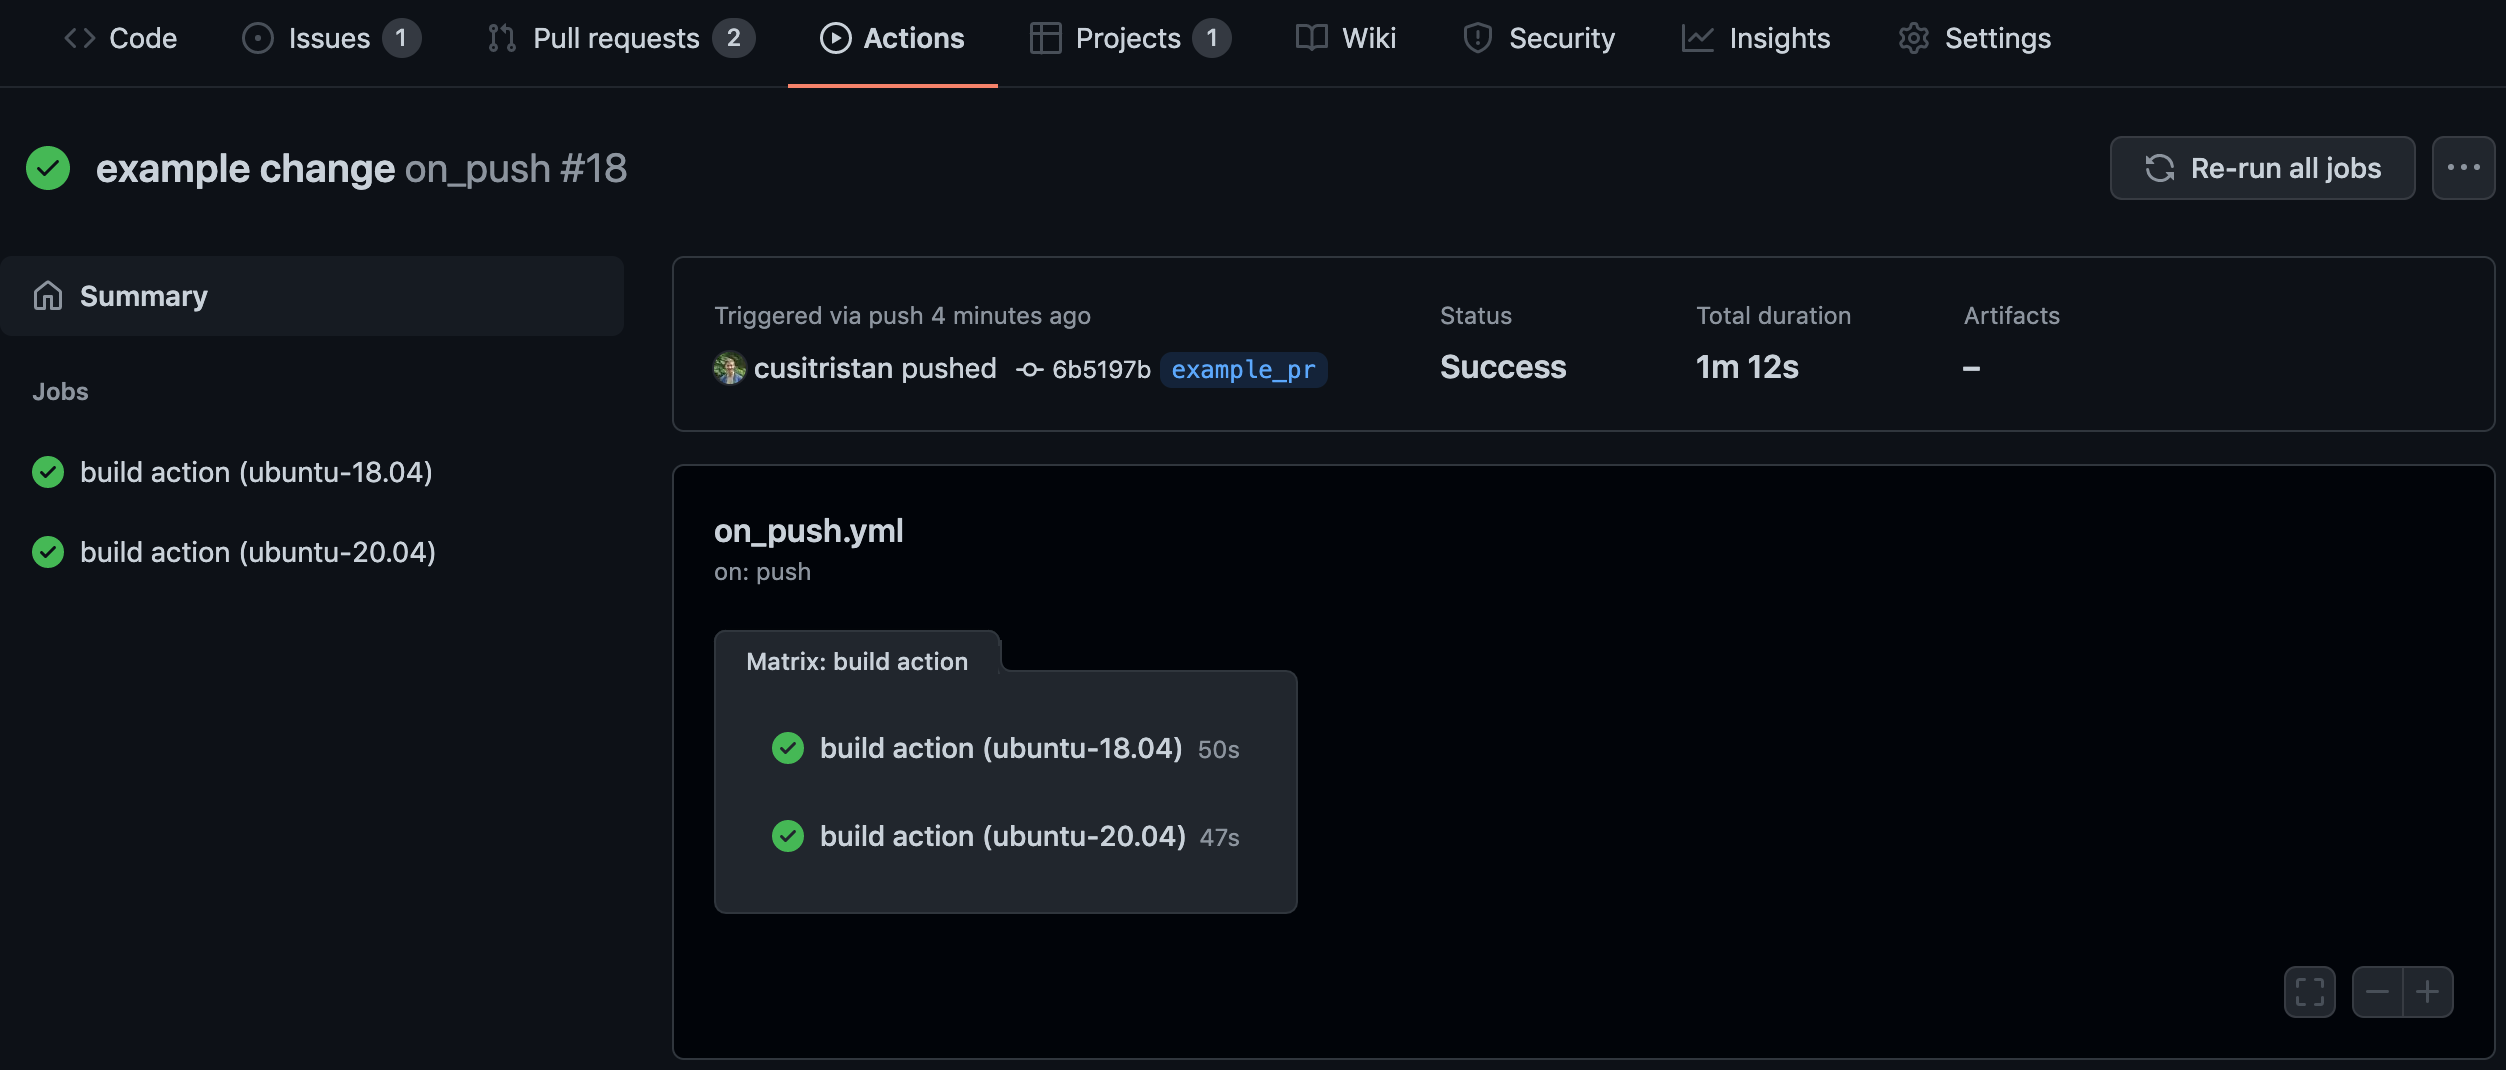 Code Issues 1 Pull requests 2 Actions Projects 1 Wiki Security Insights Settings
example change on_push #18
Re-run all jobs
Summary
Jobs
build action (ubuntu-18.04)
build action (ubuntu-20.04)
Triggered via push 4 minutes ago
cusitristan pushed 6b5197b example_pr
Status
Success
Total duration
1m 12s
Artifacts
–
on_push.yml
on: push
Matrix: build action
build action (ubuntu-18.04) 50s
build action (ubuntu-20.04) 47s